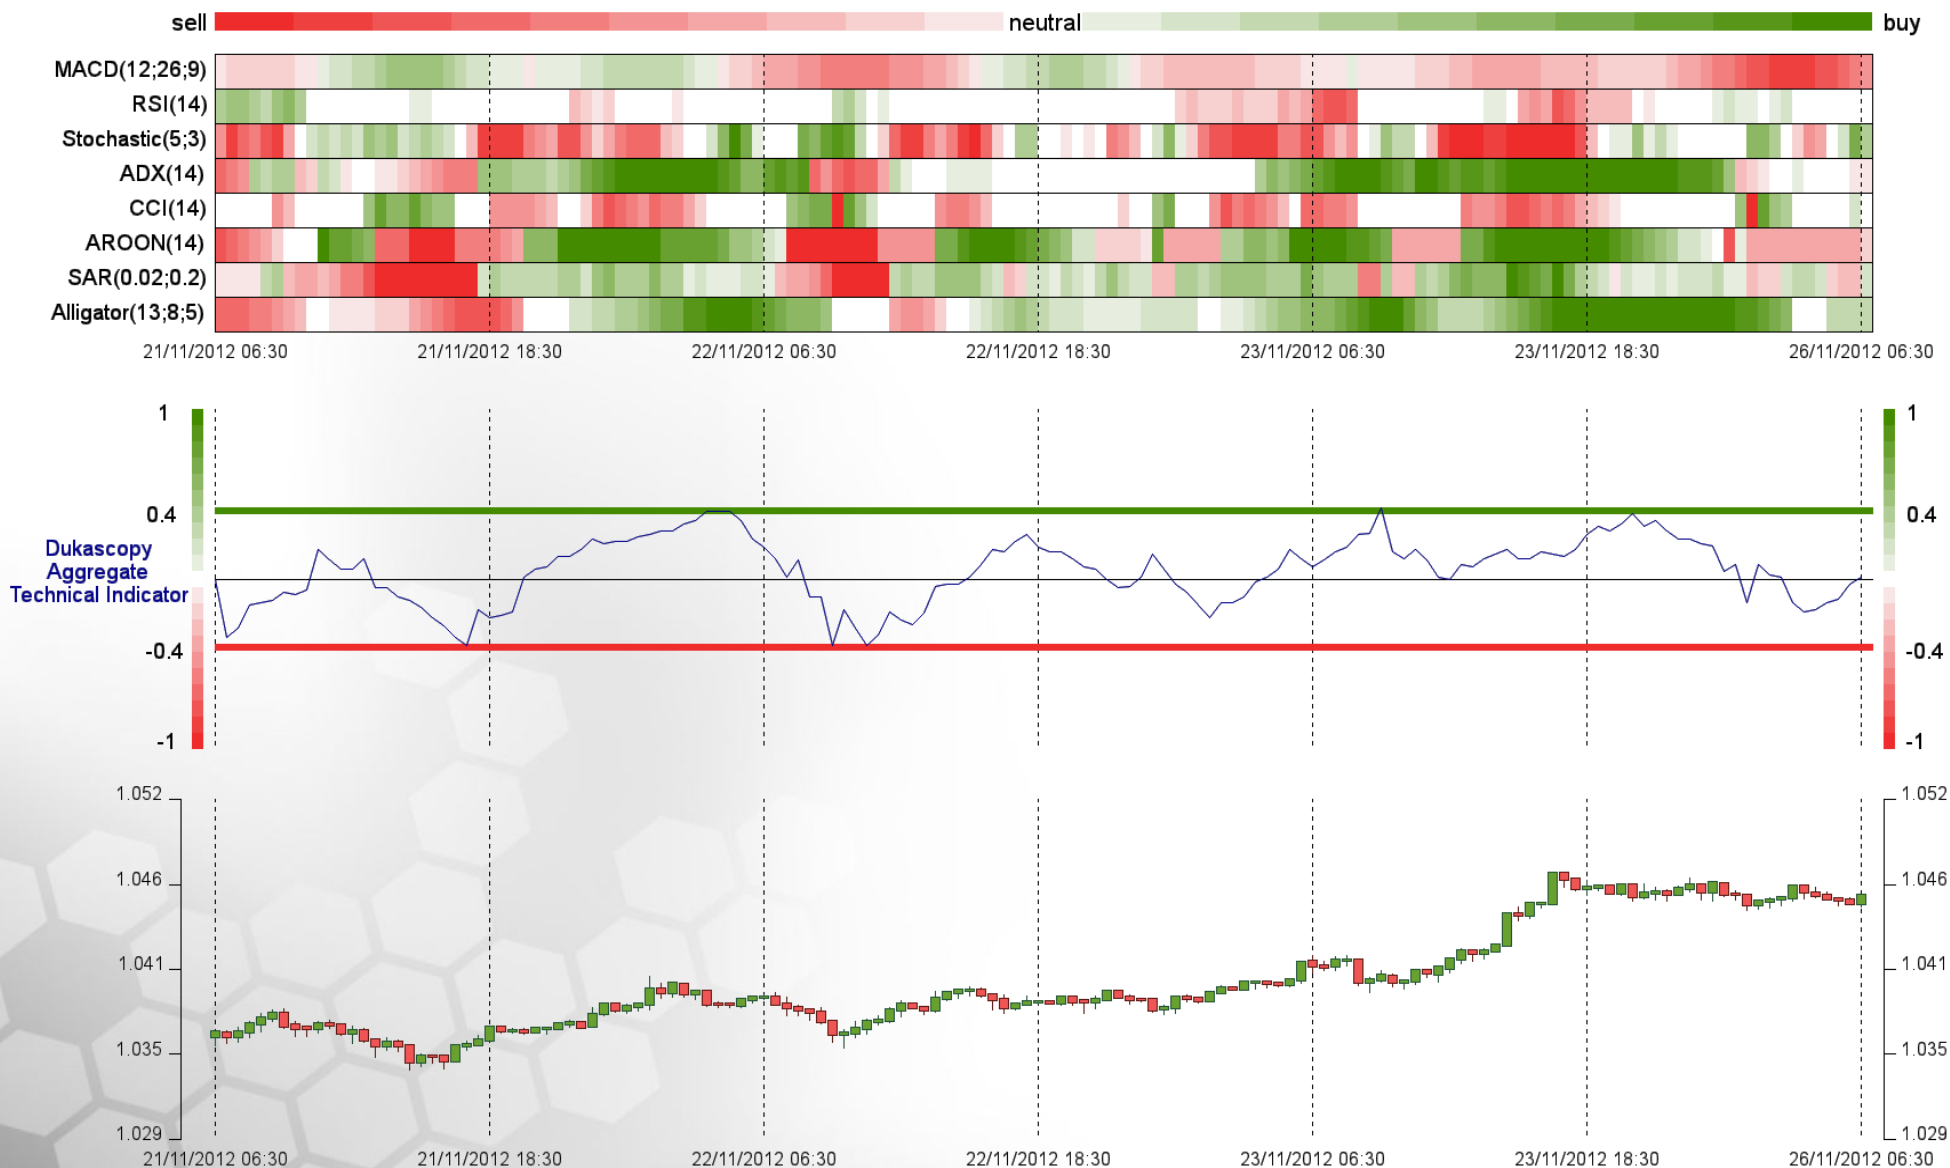 sell neutral buy
MACD(12;26;9)
RSI(14)
Stochastic(5;3)
ADX(14)
CCI(14)
AROON(14)
SAR(0.02;0.2)
Alligator(13;8;5)
21/11/2012 06:30 21/11/2012 18:30 22/11/2012 06:30 22/11/2012 18:30 23/11/2012 06:30 23/11/2012 18:30 26/11/2012 06:30
1 1
0.4 0.4
Dukascopy
Aggregate
Technical Indicator
-0.4 -0.4
-1 -1
1.052 1.052
1.046 1.046
1.041 1.041
1.035 1.035
1.029 1.029
21/11/2012 06:30 21/11/2012 18:30 22/11/2012 06:30 22/11/2012 18:30 23/11/2012 06:30 23/11/2012 18:30 26/11/2012 06:30